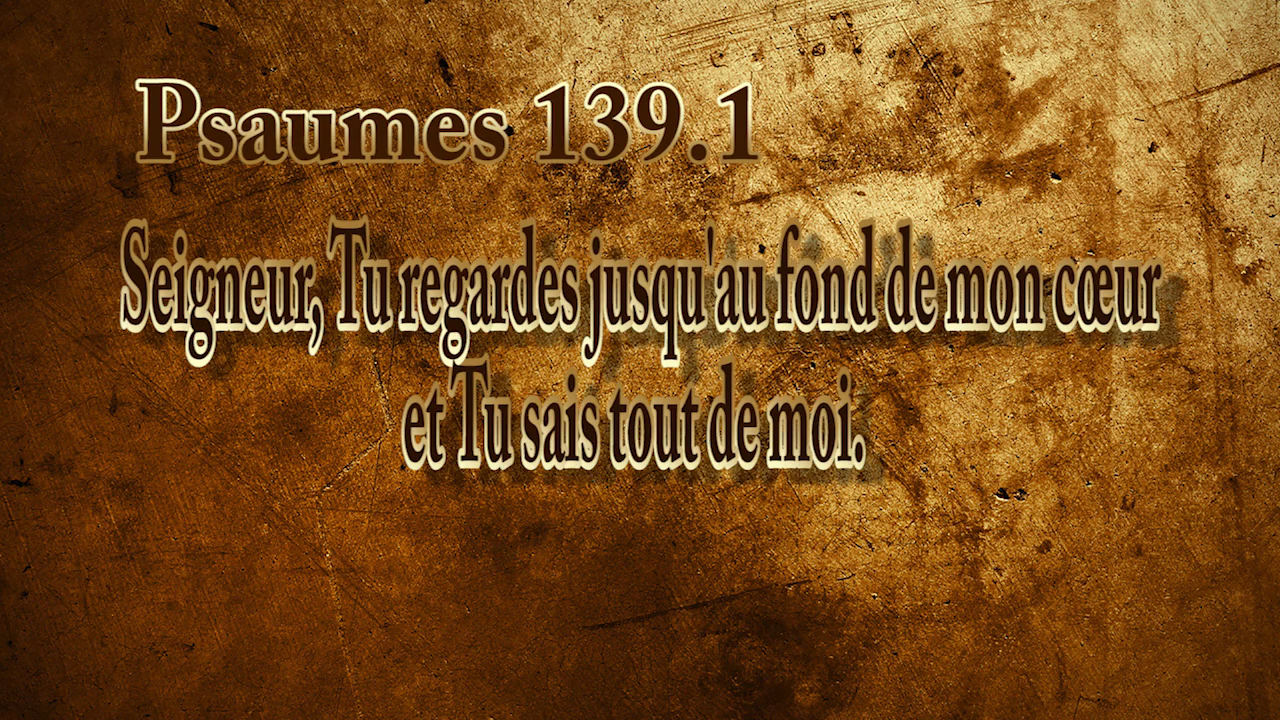 Psaumes 139.1
Seigneur, Tu regardes jusqu'au fond de mon cœur
et Tu sais tout de moi.